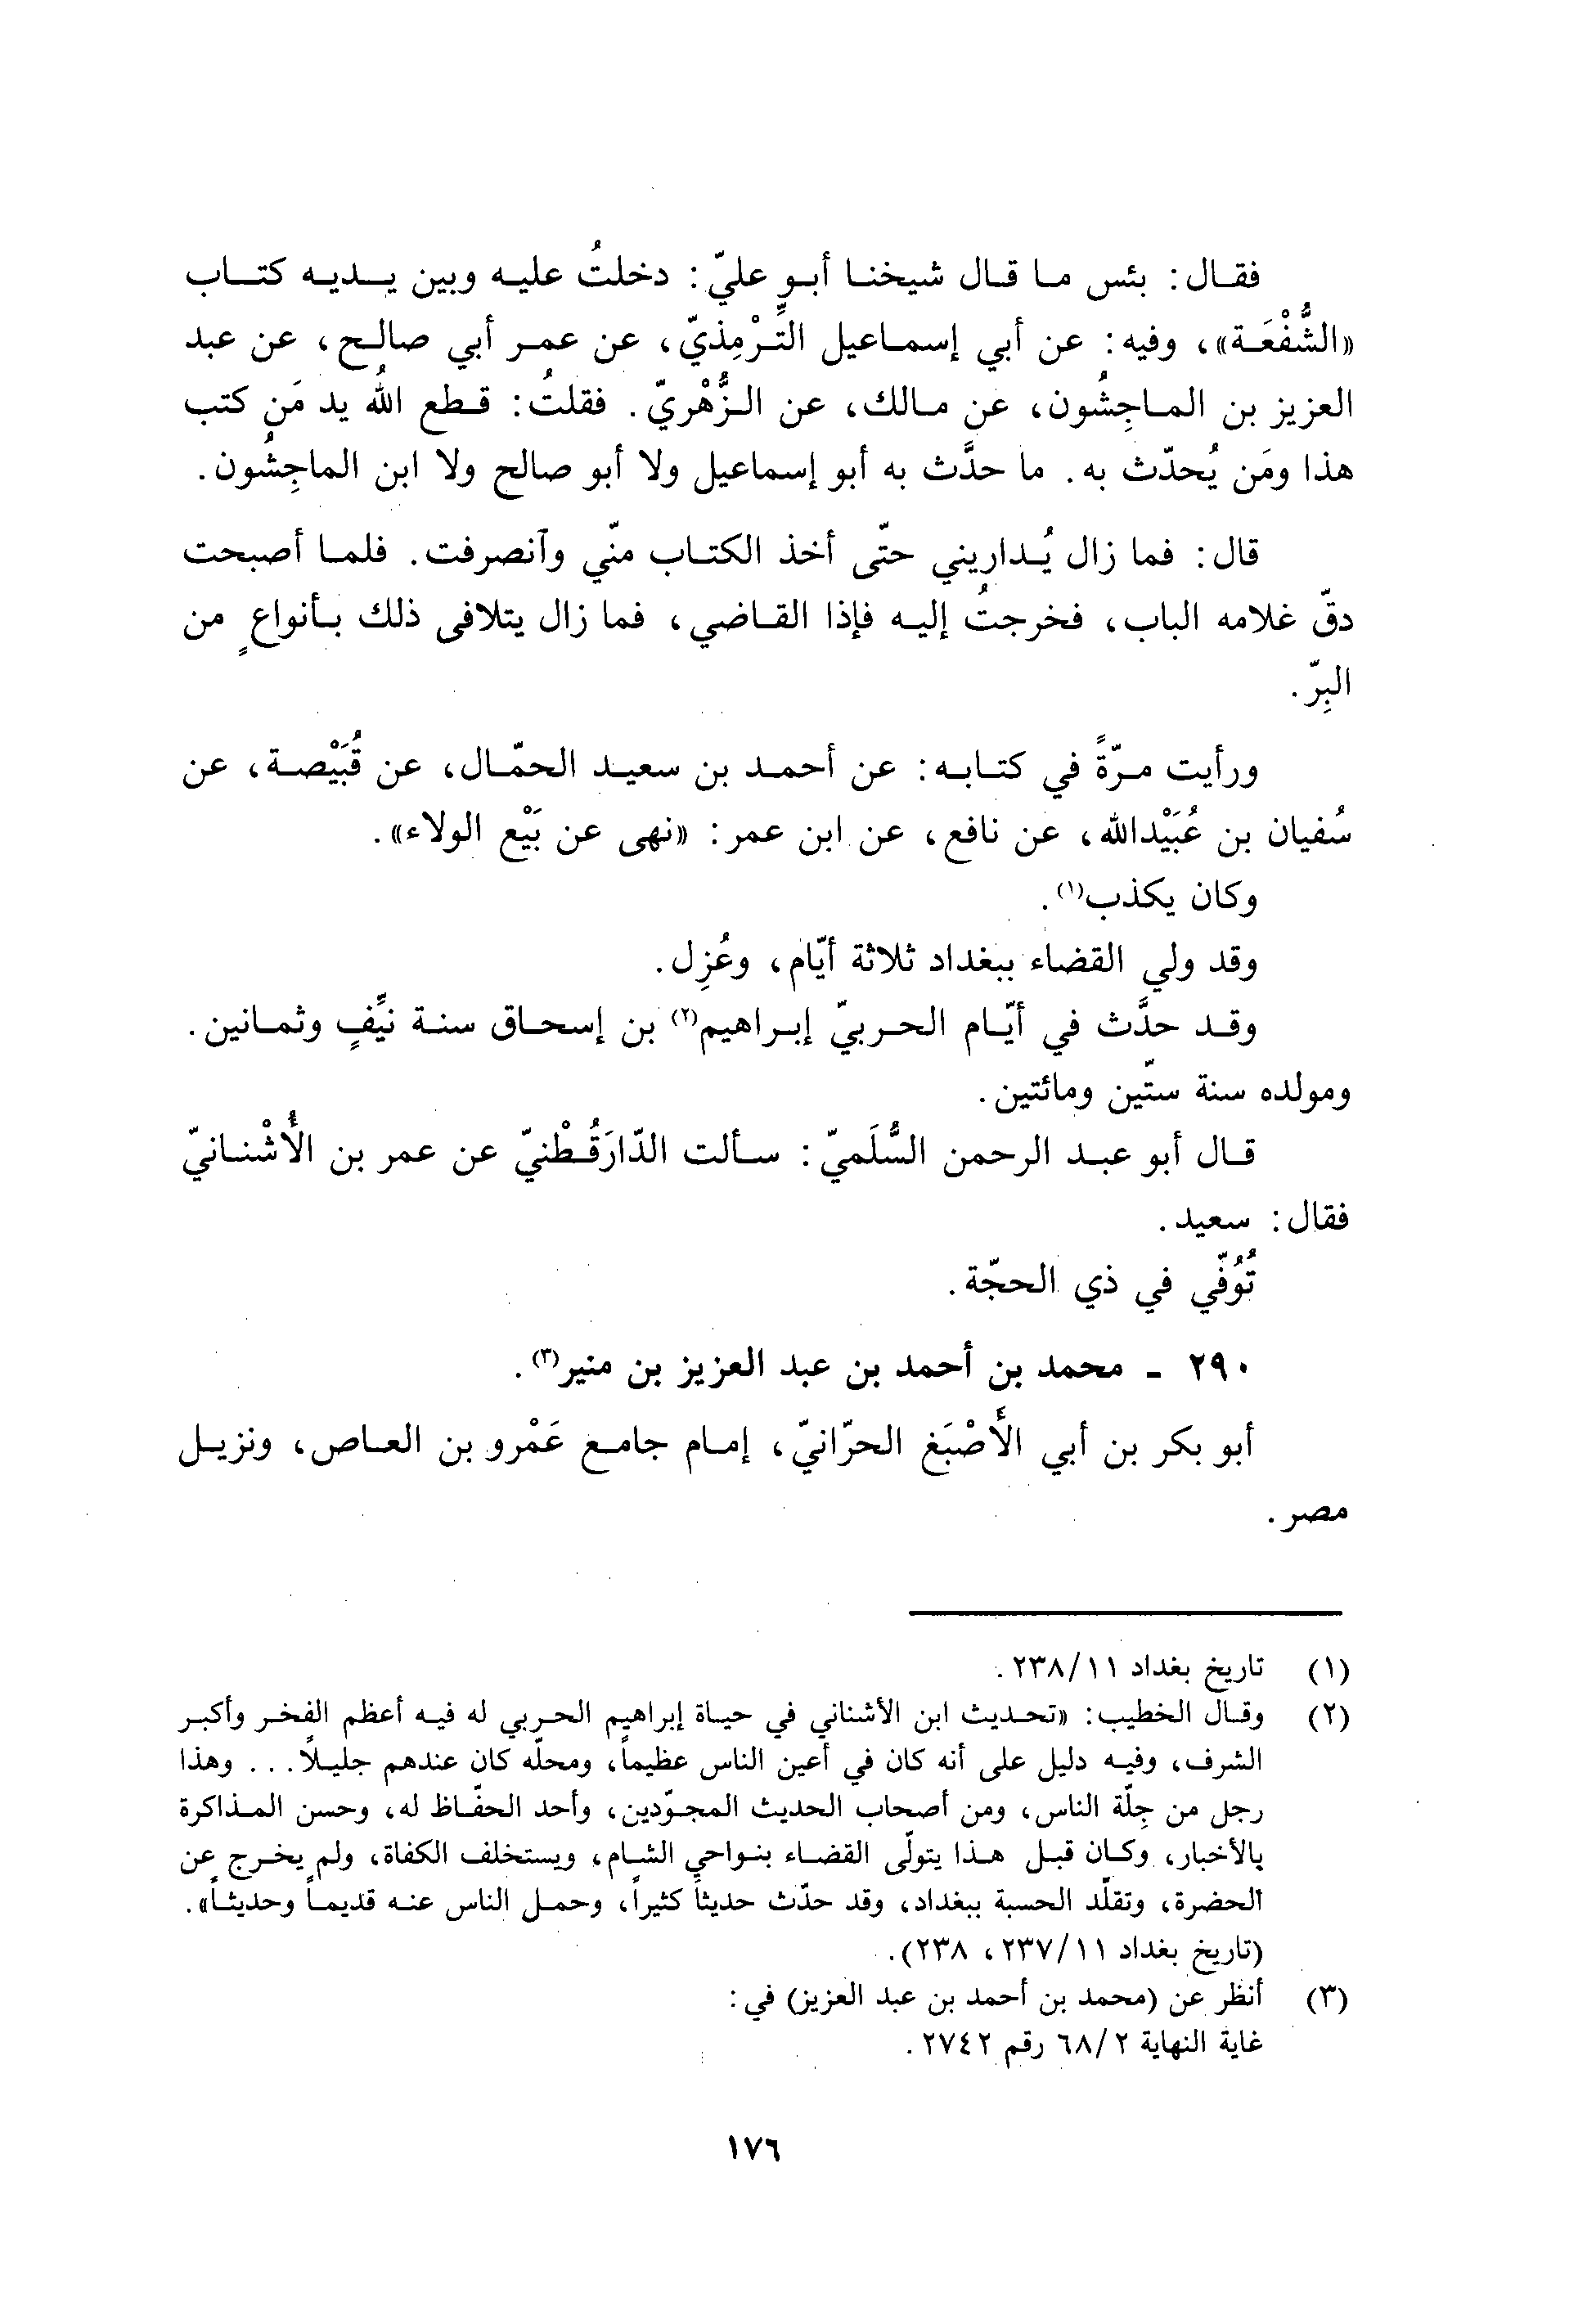 فقال: بئس ما قال شيخنا أبو عليّ: دخلتُ عليه وبين يديه كتاب
«الشُّفْعَة»، وفيه: عن أبي إسماعيل التِّرْمِذيّ، عن عمر أبي صالح، عن عبد
العزيز بن الماجِشُون، عن مالك، عن الزُّهْريّ. فقلتُ: قطع اللهُ يد مَن كتب
هذا ومَن يُحدّث به. ما حدَّث به أبو إسماعيل ولا أبو صالح ولا ابن الماجِشُون.
قال: فما زال يُداريني حتّى أخذ الكتاب منّي وآنصرفت. فلما أصبحت
دقّ غلامه الباب، فخرجتُ إليه فإذا القاضي، فما زال يتلافى ذلك بأنواعٍ من
البِرّ.
ورأيت مرّةً في كتابه: عن أحمد بن سعيد الحمّال، عن قُبَيْصة، عن
سُفيان بن عُبَيْدالله، عن نافع، عن ابن عمر: «نهى عن بَيْع الولاء».
وكان يكذب(١).
وقد ولي القضاء ببغداد ثلاثة أيّام، وعُزِل.
وقد حدَّث في أيّام الحربيّ إبراهيم(٢) بن إسحاق سنة نيِّفٍ وثمانين.
ومولده سنة ستّين ومائتين.
قال أبو عبد الرحمن السُّلَميّ: سألت الدّارَقُطْنيّ عن عمر بن الأُشْنانيّ
فقال: سعيد.
تُوُفّي في ذي الحجّة.
٢٩٠ - محمد بن أحمد بن عبد العزيز بن منير(٣).
أبو بكر بن أبي الأَصْبَغ الحرّانيّ، إمام جامع عَمْرو بن العاص، ونزيل
مصر.
(١) تاريخ بغداد ٢٣٨/١١.
(٢) وقال الخطيب: «تحديث ابن الأشناني في حياة إبراهيم الحربي له فيه أعظم الفخر وأكبر
الشرف، وفيه دليل على أنه كان في أعين الناس عظيماً، ومحلّه كان عندهم جليلاً... وهذا
رجل من جِلّة الناس، ومن أصحاب الحديث المجوّدين، وأحد الحفّاظ له، وحسن المذاكرة
بالأخبار، وكان قبل هذا يتولّى القضاء بنواحي الشام، ويستخلف الكفاة، ولم يخرج عن
الحضرة، وتقلّد الحسبة ببغداد، وقد حدّث حديثاً كثيراً، وحمل الناس عنه قديماً وحديثاً».
(تاريخ بغداد ٢٣٧/١١، ٢٣٨).
(٣) أنظر عن (محمد بن أحمد بن عبد العزيز) في:
غاية النهاية ٦٨/٢ رقم ٢٧٤٢.
١٧٦